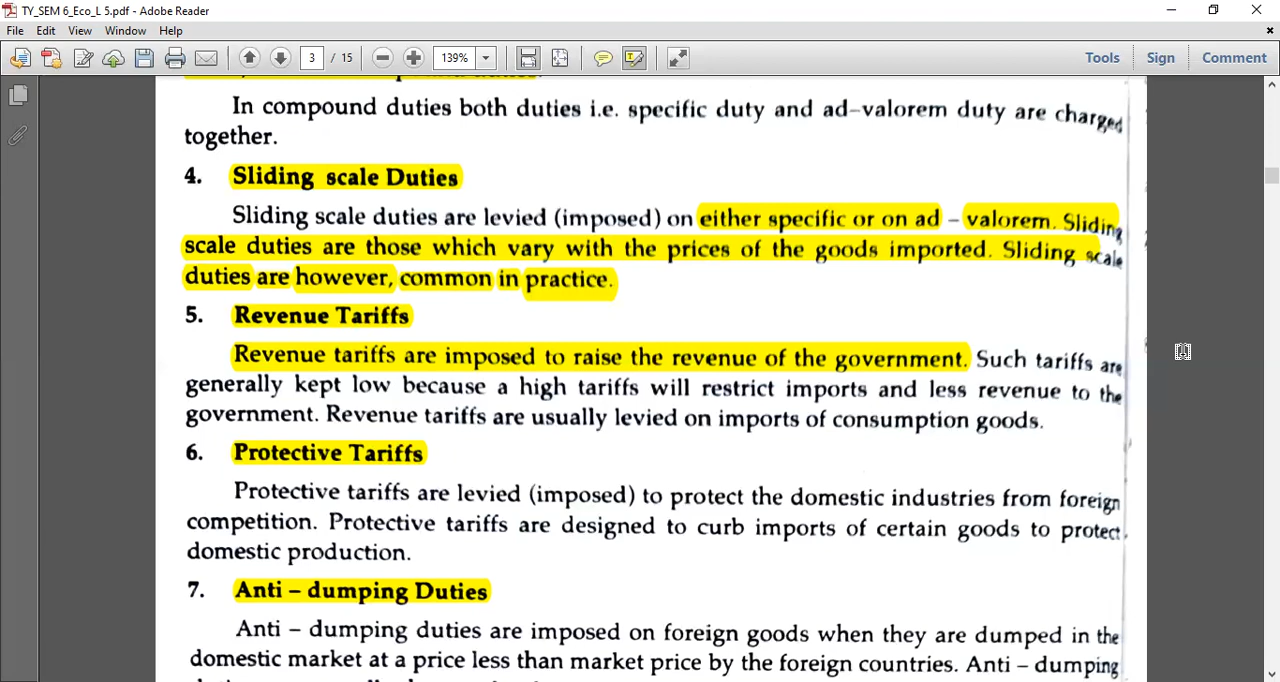 TY_SEM 6_Eco_L 5.pdf - Adobe Reader
File Edit View Window Help
3 / 15 139% Tools Sign Comment
In compound duties both duties i.e. specific duty and ad-valorem duty are charged
together.
4. Sliding scale Duties
Sliding scale duties are levied (imposed) on either specific or on ad – valorem. Sliding
scale duties are those which vary with the prices of the goods imported. Sliding scale
duties are however, common in practice.
5. Revenue Tariffs
Revenue tariffs are imposed to raise the revenue of the government. Such tariffs are
generally kept low because a high tariffs will restrict imports and less revenue to the
government. Revenue tariffs are usually levied on imports of consumption goods.
6. Protective Tariffs
Protective tariffs are levied (imposed) to protect the domestic industries from foreign
competition. Protective tariffs are designed to curb imports of certain goods to protect
domestic production.
7. Anti – dumping Duties
Anti – dumping duties are imposed on foreign goods when they are dumped in the
domestic market at a price less than market price by the foreign countries. Anti – dumping